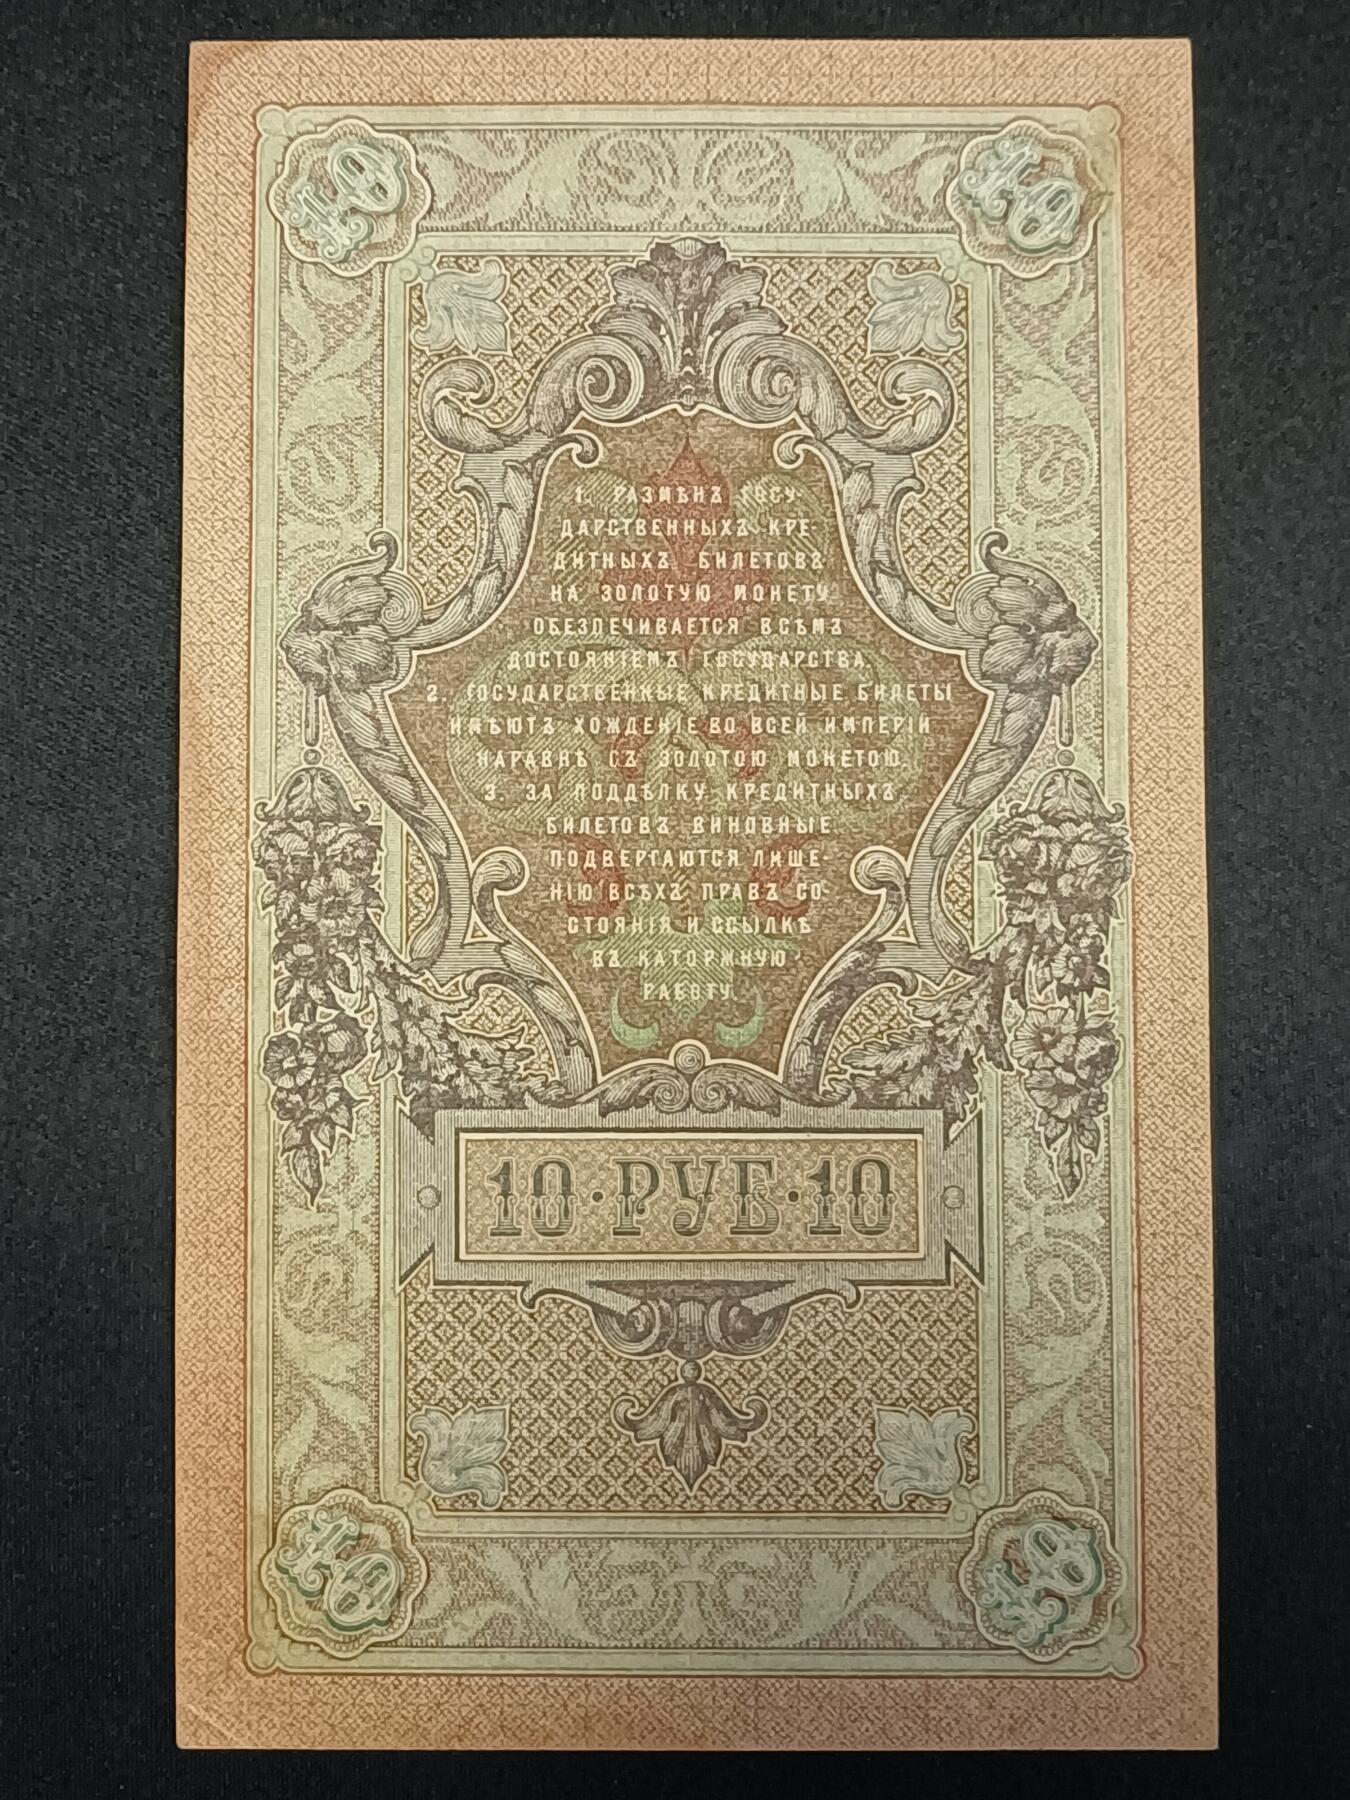 10 10
1. РАЗМѢНЪ ГОСУ-
ДАРСТВЕННЫХЪ КРЕ-
ДИТНЫХЪ БИЛЕТОВЪ
НА ЗОЛОТУЮ МОНЕТУ
ОБЕЗПЕЧИВАЕТСЯ ВСѢМЪ
ДОСТОЯНІЕМЪ ГОСУДАРСТВА.
2. ГОСУДАРСТВЕННЫЕ КРЕДИТНЫЕ БИЛЕТЫ
ИМѢЮТЪ ХОЖДЕНІЕ ВО ВСЕЙ ИМПЕРІИ
НАРАВНѢ СЪ ЗОЛОТОЮ МОНЕТОЮ.
3. ЗА ПОДДѢЛКУ КРЕДИТНЫХЪ
БИЛЕТОВЪ ВИНОВНЫЕ
ПОДВЕРГАЮТСЯ ЛИШЕ-
НІЮ ВСѢХЪ ПРАВЪ СО-
СТОЯНІЯ И ССЫЛКѢ
ВЪ КАТОРЖНУЮ
РАБОТУ.
10·РУБ·10
10 10